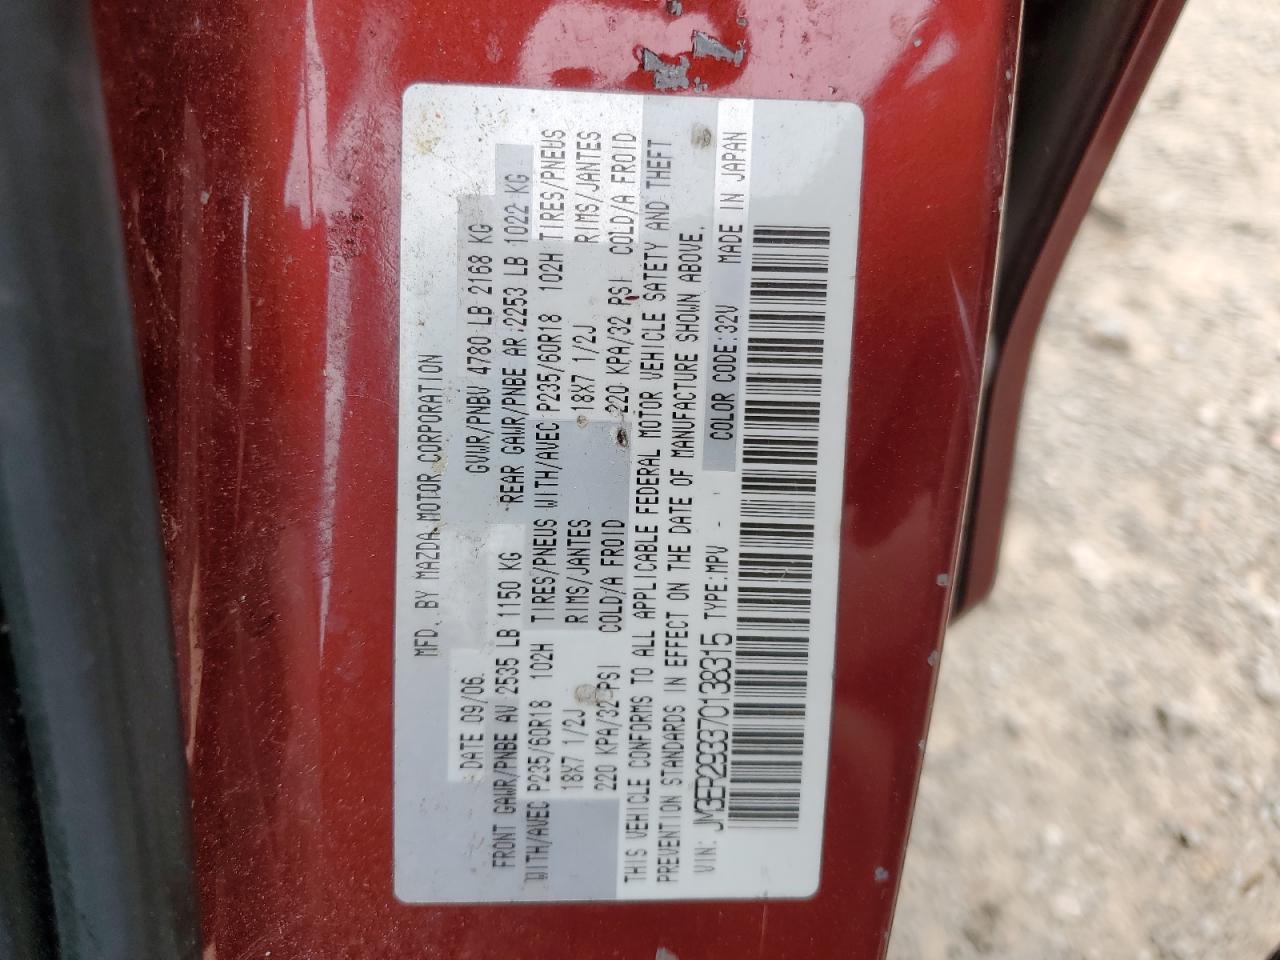 MFD. BY MAZDA MOTOR CORPORATION
DATE 09/06 GVWR/PNBV 4780 LB 2168 KG
FRONT GAWR/PNBE AV 2535 LB 1150 KG REAR GAWR/PNBE AR:2253 LB 1022 KG
WITH/AVEC P235/60R18 102H TIRES/PNEUS WITH/AVEC P235/60R18 102H TIRES/PNEUS
18X7 1/2J RIMS/JANTES 18X7 1/2J RIMS/JANTES
220 KPA/32 PSI COLD/A FROID 220 KPA/32 PSI COLD/A FROID
THIS VEHICLE CONFORMS TO ALL APPLICABLE FEDERAL MOTOR VEHICLE SAFETY AND THEFT
PREVENTION STANDARDS IN EFFECT ON THE DATE OF MANUFACTURE SHOWN ABOVE.
VIN: JM3ER293370138315 TYPE:MPV - COLOR CODE:32V MADE IN JAPAN